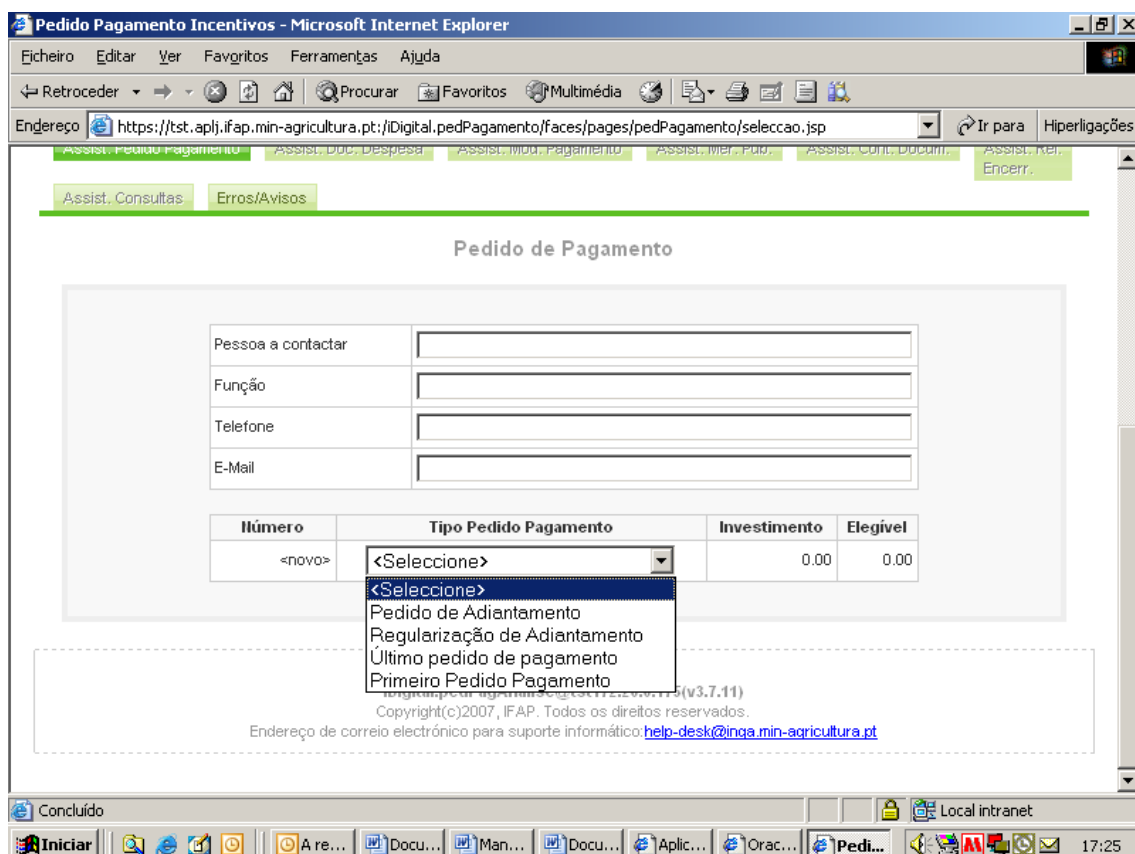 Pedido Pagamento Incentivos - Microsoft Internet Explorer
Ficheiro Editar Ver Favoritos Ferramentas Ajuda
Retroceder Procurar Favoritos Multimédia
Endereço https://tst.aplj.ifap.min-agricultura.pt:/iDigital.pedPagamento/faces/pages/pedPagamento/seleccao.jsp Ir para Hiperligações
Assist. Pedido Pagamento Assist. Doc. Despesa Assist. Mod. Pagamento Assist. Mer. Pub. Assist. Cont. Docum. Assist. Rel. Encerr.
Assist. Consultas Erros/Avisos
Pedido de Pagamento
Pessoa a contactar
Função
Telefone
E-Mail
Número Tipo Pedido Pagamento Investimento Elegível
<novo> <Seleccione> 0.00 0.00
<Seleccione>
Pedido de Adiantamento
Regularização de Adiantamento
Último pedido de pagamento
Primeiro Pedido Pagamento
(v3.7.11)
Copyright(c)2007, IFAP. Todos os direitos reservados.
Endereço de correio electrónico para suporte informático:help-desk@inga.min-agricultura.pt
Concluído Local intranet
Iniciar A re... Docu... Man... Docu... Aplic... Orac... Pedi... 17:25